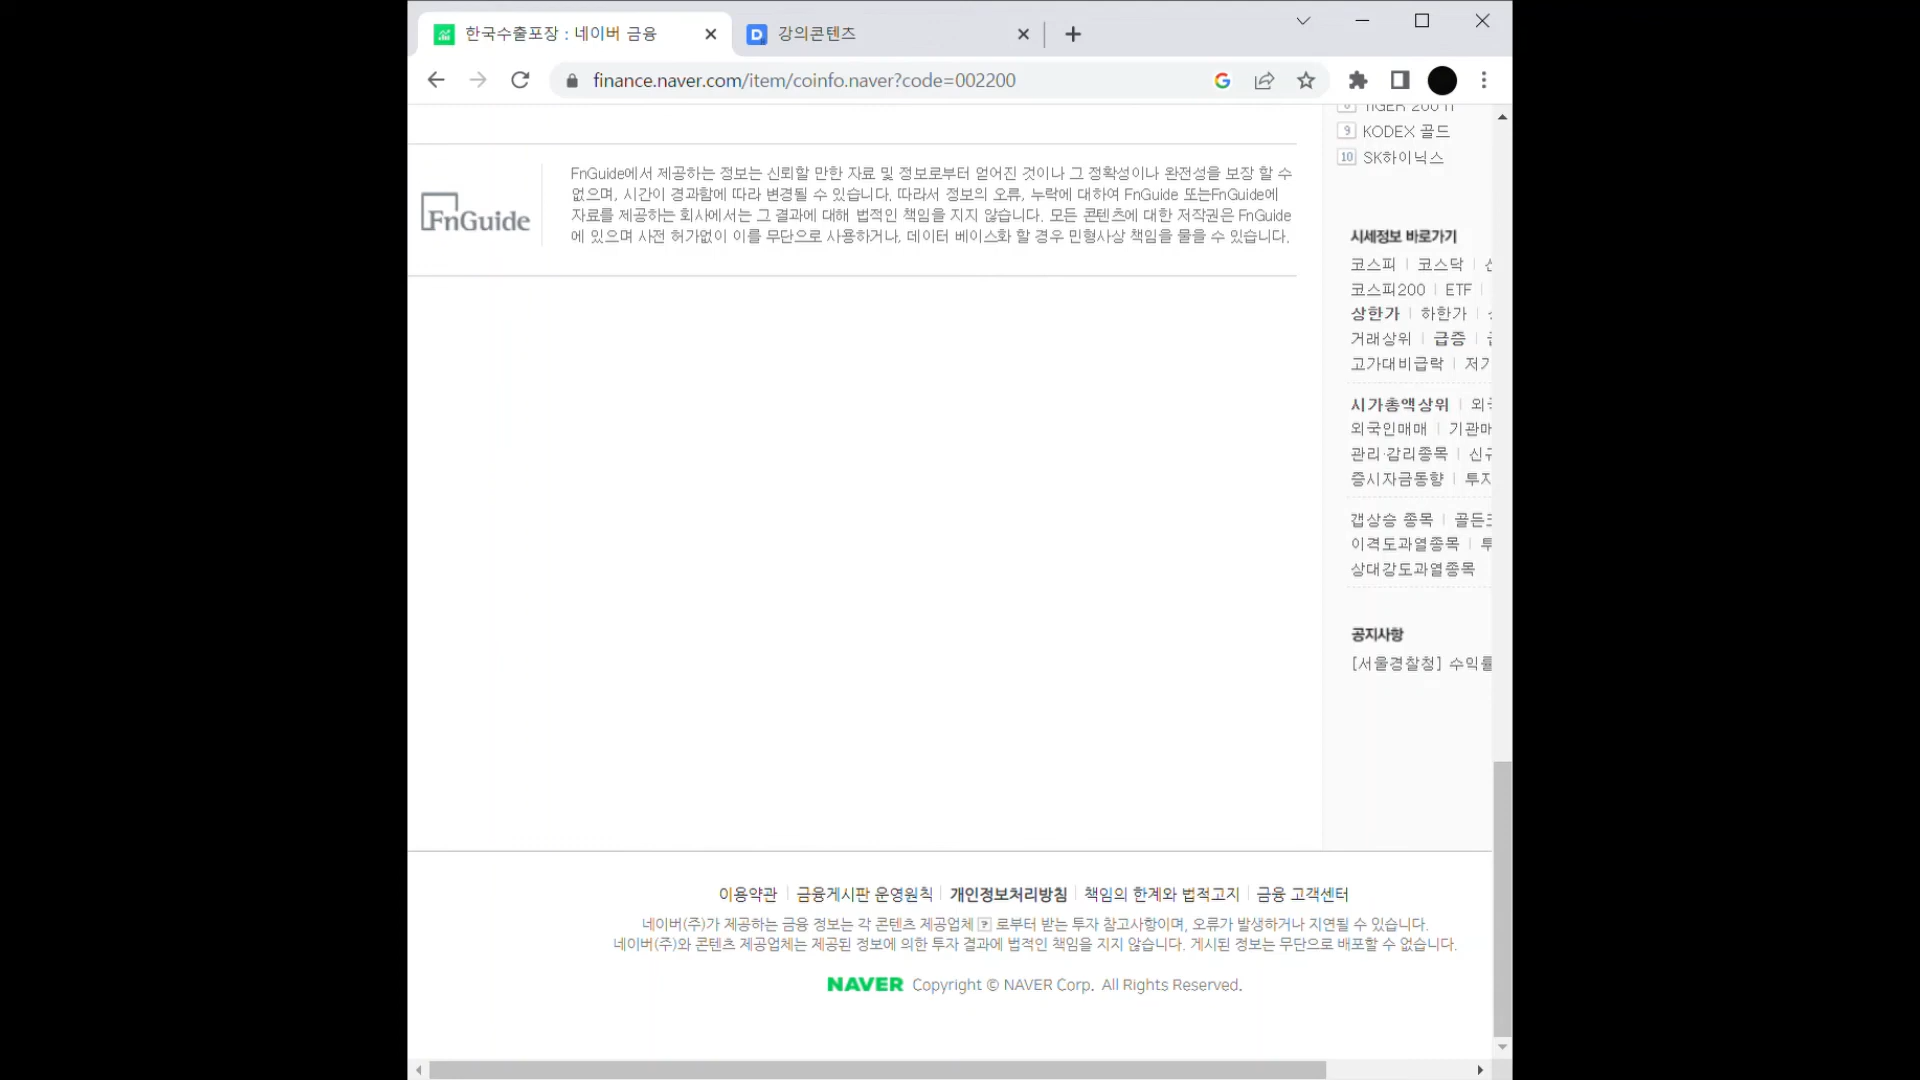 한국수출포장 : 네이버 금융
강의콘텐츠
finance.naver.com/item/coinfo.naver?code=002200
9 KODEX 골드
10 SK하이닉스
FnGuide
FnGuide에서 제공하는 정보는 신뢰할 만한 자료 및 정보로부터 얻어진 것이나 그 정확성이나 완전성을 보장 할 수
없으며, 시간이 경과함에 따라 변경될 수 있습니다. 따라서 정보의 오류, 누락에 대하여 FnGuide 또는FnGuide에
자료를 제공하는 회사에서는 그 결과에 대해 법적인 책임을 지지 않습니다. 모든 콘텐츠에 대한 저작권은 FnGuide
에 있으며 사전 허가없이 이를 무단으로 사용하거나, 데이터 베이스화 할 경우 민형사상 책임을 물을 수 있습니다.
시세정보 바로가기
코스피 | 코스닥 |
코스피200 | ETF |
상한가 | 하한가 |
거래상위 | 급증 |
고가대비급락 |
시가총액상위 |
외국인매매 |
관리·감리종목 |
증시자금동향 |
갭상승 종목 |
이격도과열종목 |
상대강도과열종목
공지사항
[서울경찰청] 수익률
이용약관 | 금융게시판 운영원칙 | 개인정보처리방침 | 책임의 한계와 법적고지 | 금융 고객센터
네이버(주)가 제공하는 금융 정보는 각 콘텐츠 제공업체 ? 로부터 받는 투자 참고사항이며, 오류가 발생하거나 지연될 수 있습니다.
네이버(주)와 콘텐츠 제공업체는 제공된 정보에 의한 투자 결과에 법적인 책임을 지지 않습니다. 게시된 정보는 무단으로 배포할 수 없습니다.
NAVER Copyright © NAVER Corp. All Rights Reserved.